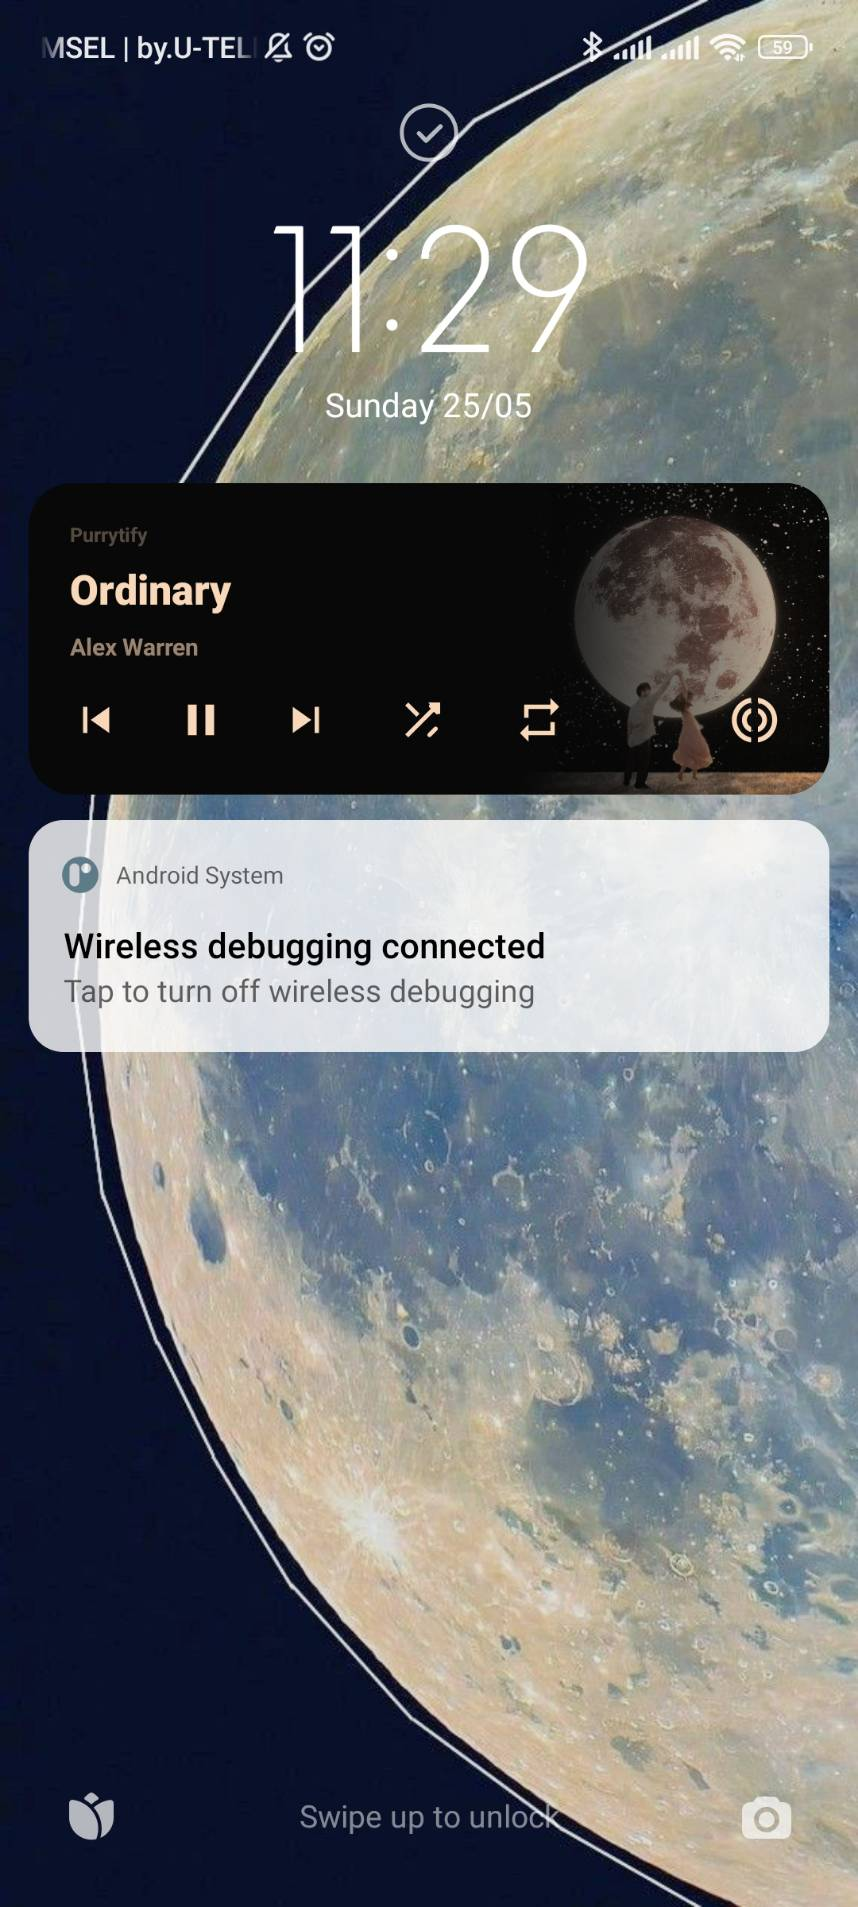 MSEL | by.U-TEL
59
11:29
Sunday 25/05
Purrytify
Ordinary
Alex Warren
Android System
Wireless debugging connected
Tap to turn off wireless debugging
Swipe up to unlock